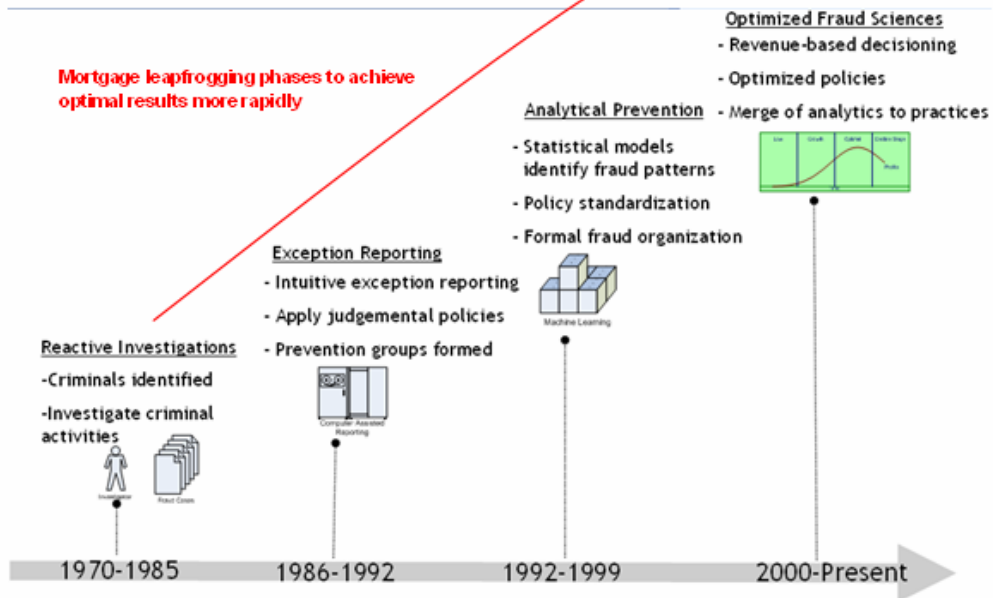 Optimized Fraud Sciences
- Revenue-based decisioning
- Optimized policies
- Merge of analytics to practices
Mortgage leapfrogging phases to achieve
optimal results more rapidly
Analytical Prevention
- Statistical models
identify fraud patterns
- Policy standardization
- Formal fraud organization
Machine Learning
Exception Reporting
- Intuitive exception reporting
- Apply judgemental policies
- Prevention groups formed
Computer Assisted
Reporting
Reactive Investigations
-Criminals identified
-Investigate criminal
activities
Investigator
1970-1985
1986-1992
1992-1999
2000-Present